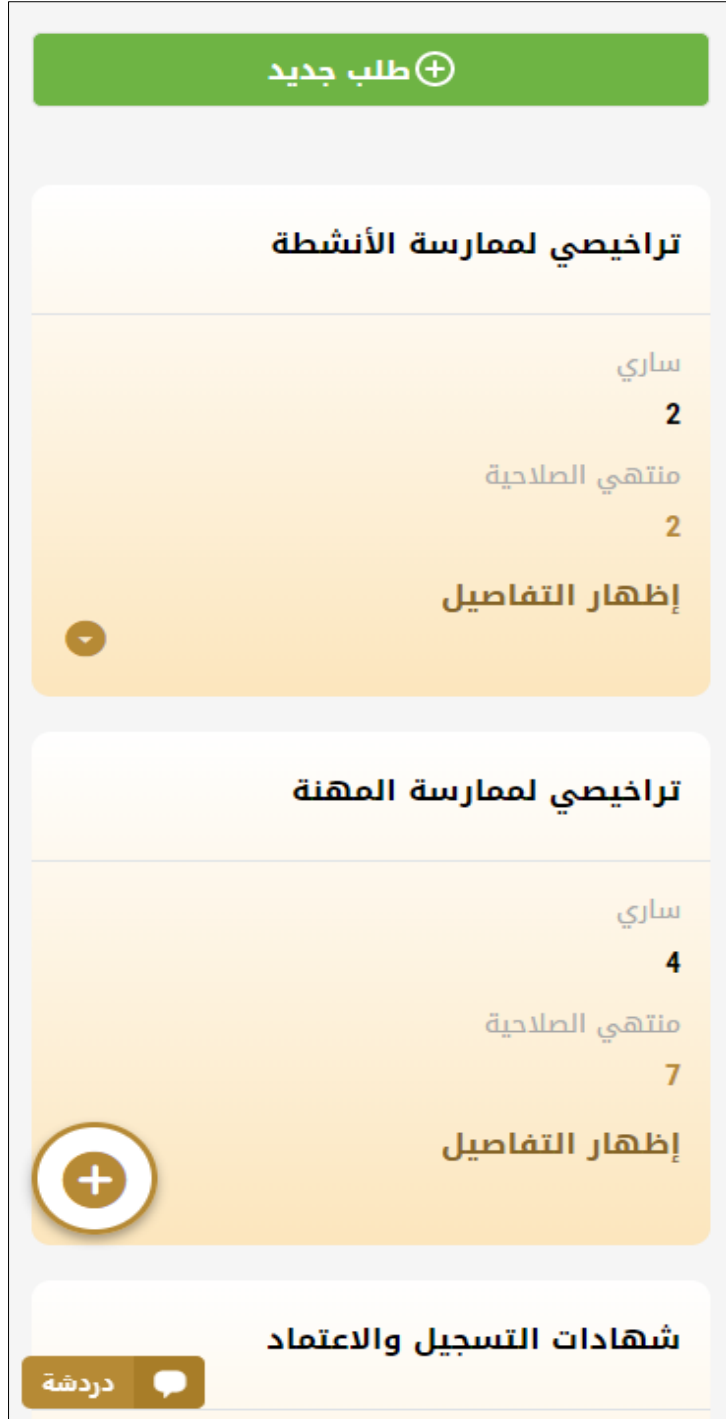 طلب جديد
تراخيصي لممارسة الأنشطة
ساري
2
منتهي الصلاحية
2
إظهار التفاصيل
تراخيصي لممارسة المهنة
ساري
4
منتهي الصلاحية
7
إظهار التفاصيل
شهادات التسجيل والاعتماد
دردشة